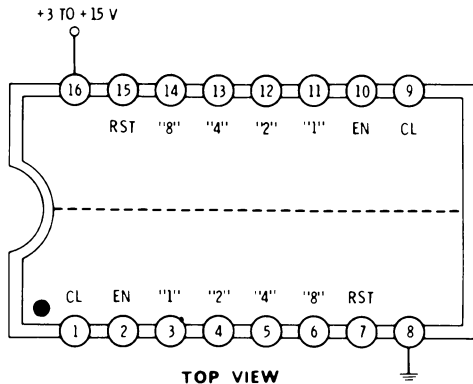 +3 TO +15 V
16 15 14 13 12 11 10 9
RST "8" "4" "2" "1" EN CL
CL EN "1" "2" "4" "8" RST
1 2 3 4 5 6 7 8
TOP VIEW